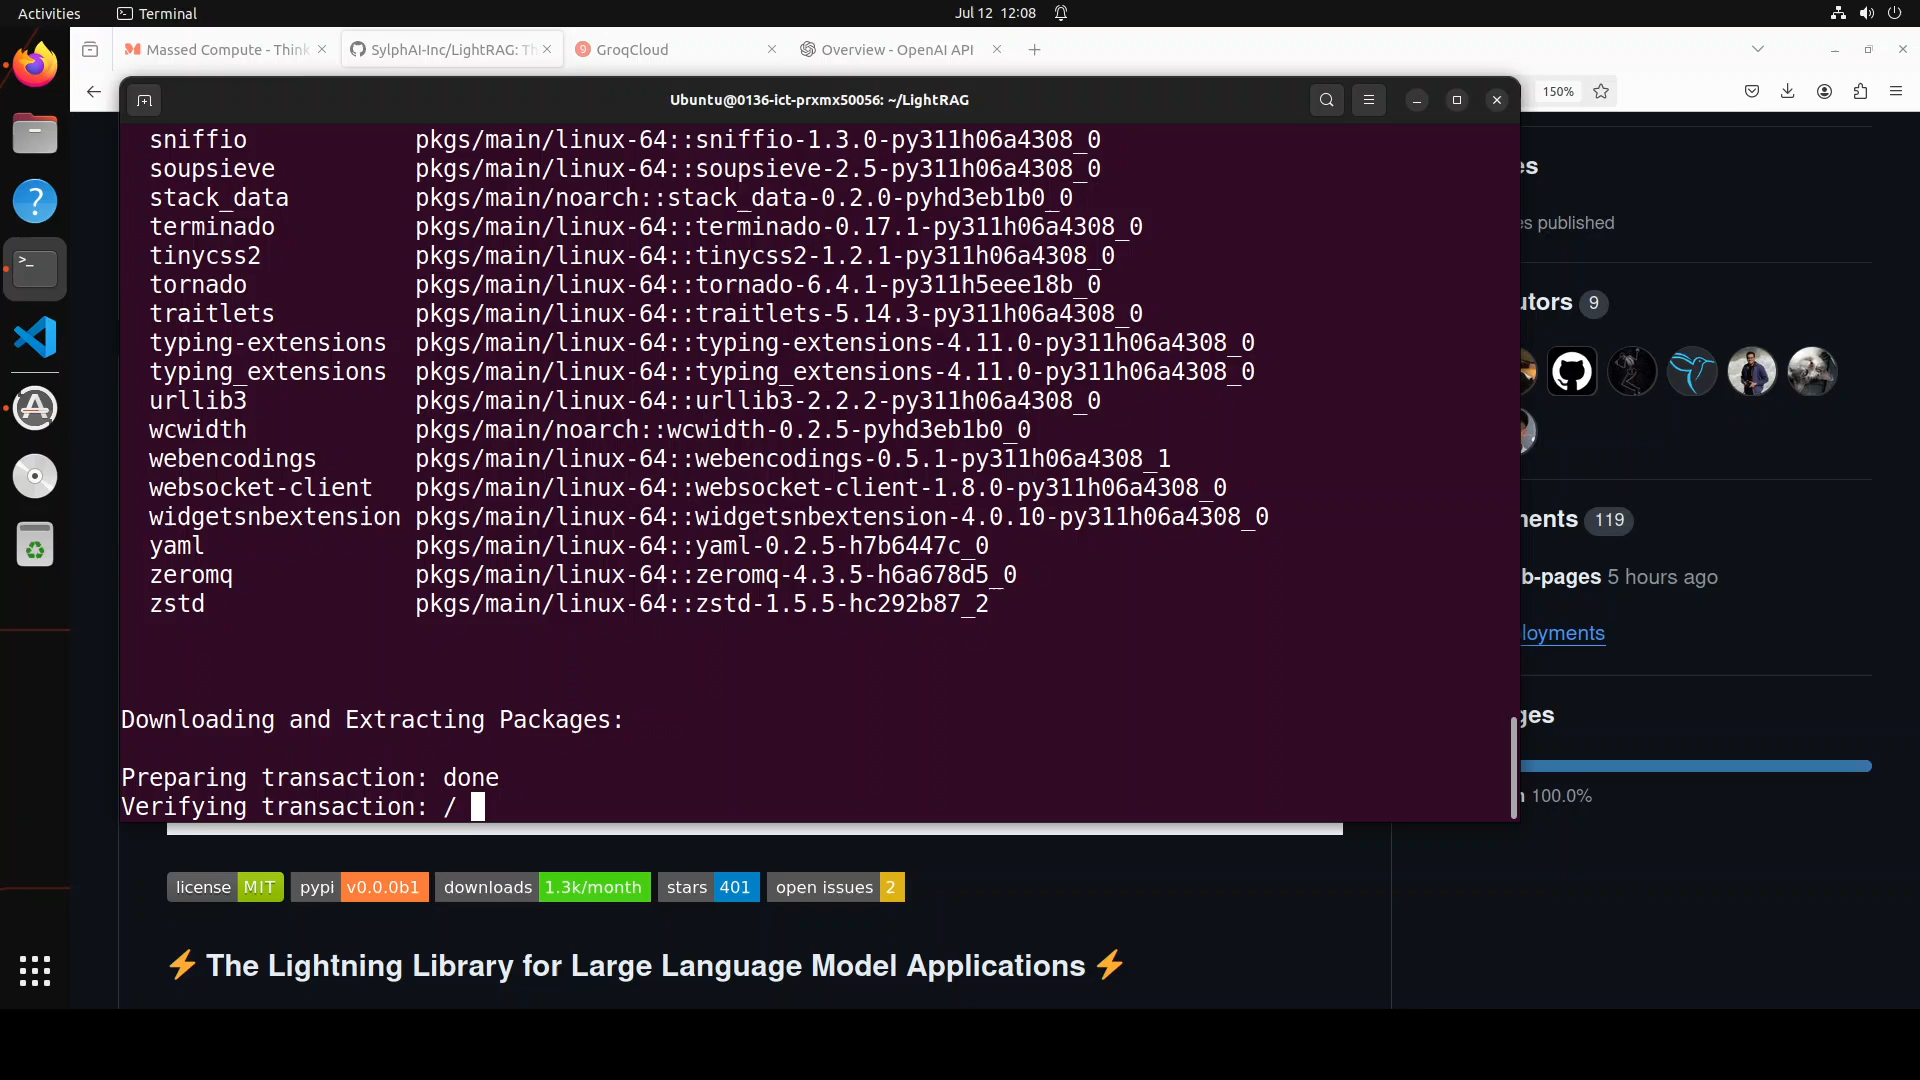 Activities
Terminal
Jul 12 12:08
Massed Compute - Think
SylphAI-Inc/LightRAG: Th
GroqCloud
Overview - OpenAI API
150%
Ubuntu@0136-ict-prxmx50056: ~/LightRAG
sniffio pkgs/main/linux-64::sniffio-1.3.0-py311h06a4308_0
soupsieve pkgs/main/linux-64::soupsieve-2.5-py311h06a4308_0
stack_data pkgs/main/noarch::stack_data-0.2.0-pyhd3eb1b0_0
terminado pkgs/main/linux-64::terminado-0.17.1-py311h06a4308_0
tinycss2 pkgs/main/linux-64::tinycss2-1.2.1-py311h06a4308_0
tornado pkgs/main/linux-64::tornado-6.4.1-py311h5eee18b_0
traitlets pkgs/main/linux-64::traitlets-5.14.3-py311h06a4308_0
typing-extensions pkgs/main/linux-64::typing-extensions-4.11.0-py311h06a4308_0
typing_extensions pkgs/main/linux-64::typing_extensions-4.11.0-py311h06a4308_0
urllib3 pkgs/main/linux-64::urllib3-2.2.2-py311h06a4308_0
wcwidth pkgs/main/noarch::wcwidth-0.2.5-pyhd3eb1b0_0
webencodings pkgs/main/linux-64::webencodings-0.5.1-py311h06a4308_1
websocket-client pkgs/main/linux-64::websocket-client-1.8.0-py311h06a4308_0
widgetsnbextension pkgs/main/linux-64::widgetsnbextension-4.0.10-py311h06a4308_0
yaml pkgs/main/linux-64::yaml-0.2.5-h7b6447c_0
zeromq pkgs/main/linux-64::zeromq-4.3.5-h6a678d5_0
zstd pkgs/main/linux-64::zstd-1.5.5-hc292b87_2
Downloading and Extracting Packages:
Preparing transaction: done
Verifying transaction: /
es
es published
utors 9
ents 119
b-pages 5 hours ago
loyments
ges
100.0%
license MIT
pypi v0.0.0b1
downloads 1.3k/month
stars 401
open issues 2
⚡ The Lightning Library for Large Language Model Applications ⚡